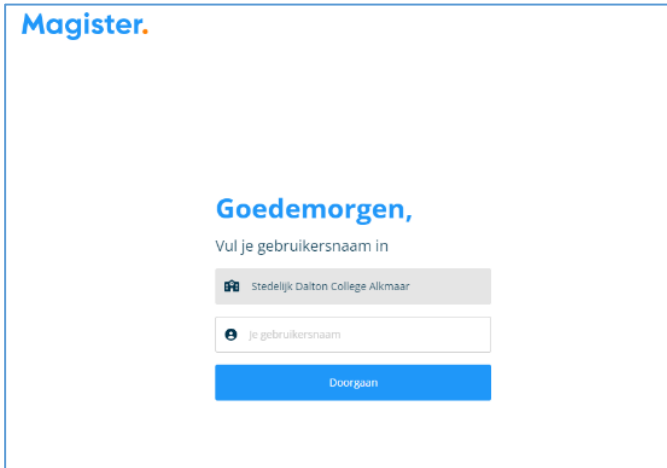 Magister.
Goedemorgen,
Vul je gebruikersnaam in
Stedelijk Dalton College Alkmaar
Je gebruikersnaam
Doorgaan